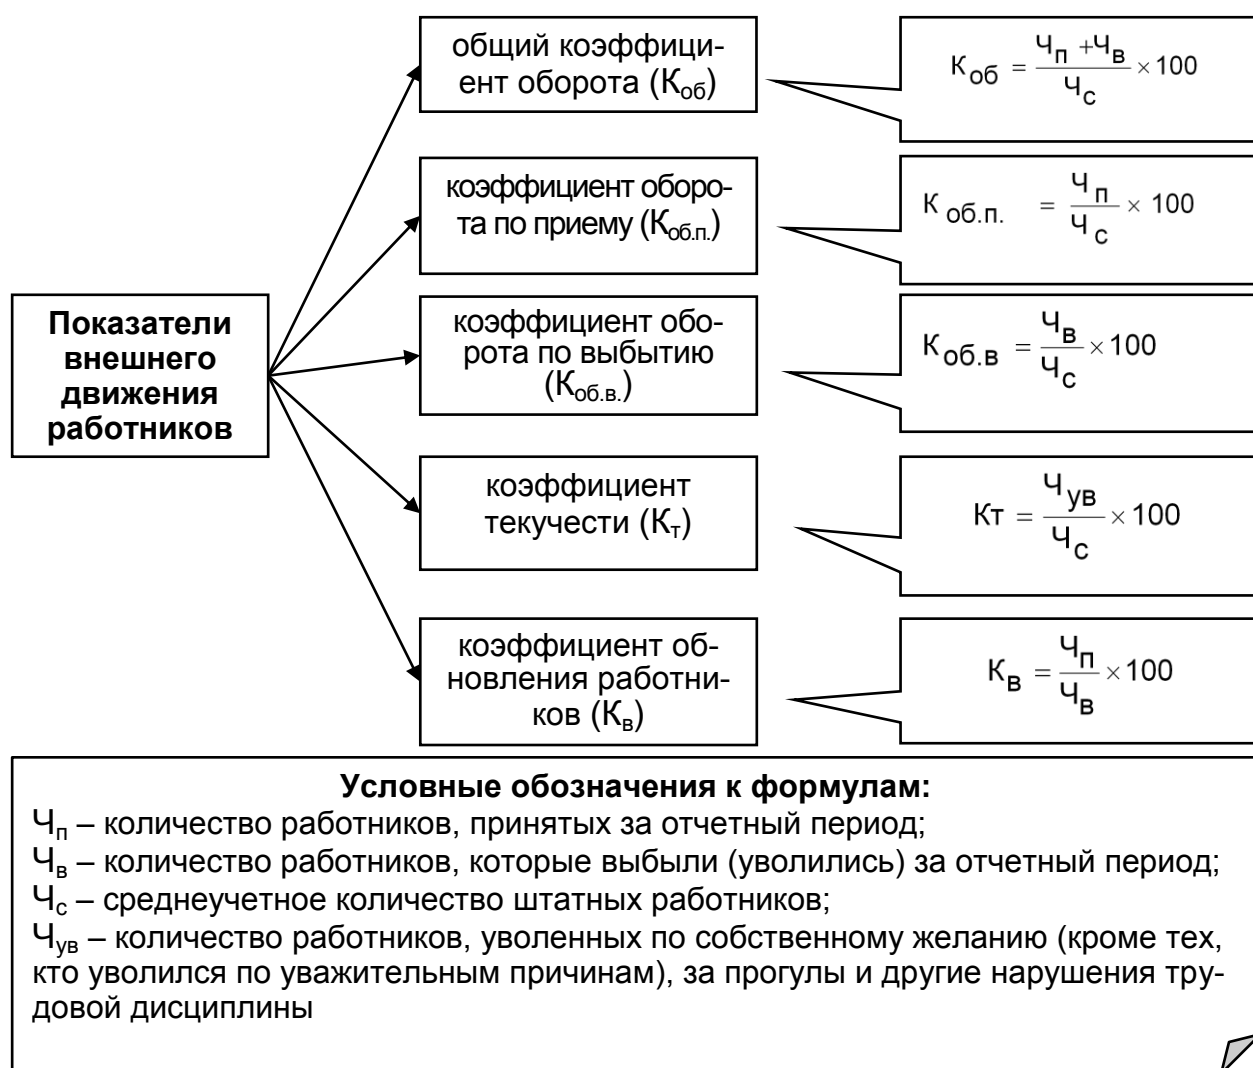 общий коэффици-
ент оборота (Коб)
Коб = Чп +Чв / Чс × 100
коэффициент оборо-
та по приему (Коб.п.)
К об.п. = Чп / Чс × 100
Показатели
внешнего
движения
работников
коэффициент обо-
рота по выбытию
(Коб.в.)
Коб.в = Чв / Чс × 100
коэффициент
текучести (Кт)
Кт = Чув / Чс × 100
коэффициент об-
новления работни-
ков (Кв)
Кв = Чп / Чв × 100
Условные обозначения к формулам:
Чп – количество работников, принятых за отчетный период;
Чв – количество работников, которые выбыли (уволились) за отчетный период;
Чс – среднеучетное количество штатных работников;
Чув – количество работников, уволенных по собственному желанию (кроме тех,
кто уволился по уважительным причинам), за прогулы и другие нарушения тру-
довой дисциплины